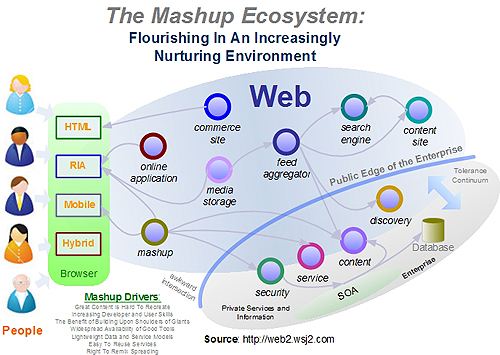 The Mashup Ecosystem:
Flourishing In An Increasingly
Nurturing Environment
Web
HTML
RIA
Mobile
Hybrid
Browser
People
commerce
site
online
application
media
storage
mashup
feed
aggregator
search
engine
content
site
Public Edge of the Enterprise
Tolerance
Continuum
discovery
Database
content
service
security
awkward
intersection
Private Services and
Information
SOA
Enterprise
Mashup Drivers:
Great Content is Hard To Recreate
Increasing Developer and User Skills
The Benefit of Building Upon Shoulders of Giants
Widespread Availability of Good Tools
Lightweight Data and Service Models
Easy To Reuse Services
Right To Remix Spreading
Source: http://web2.wsj2.com